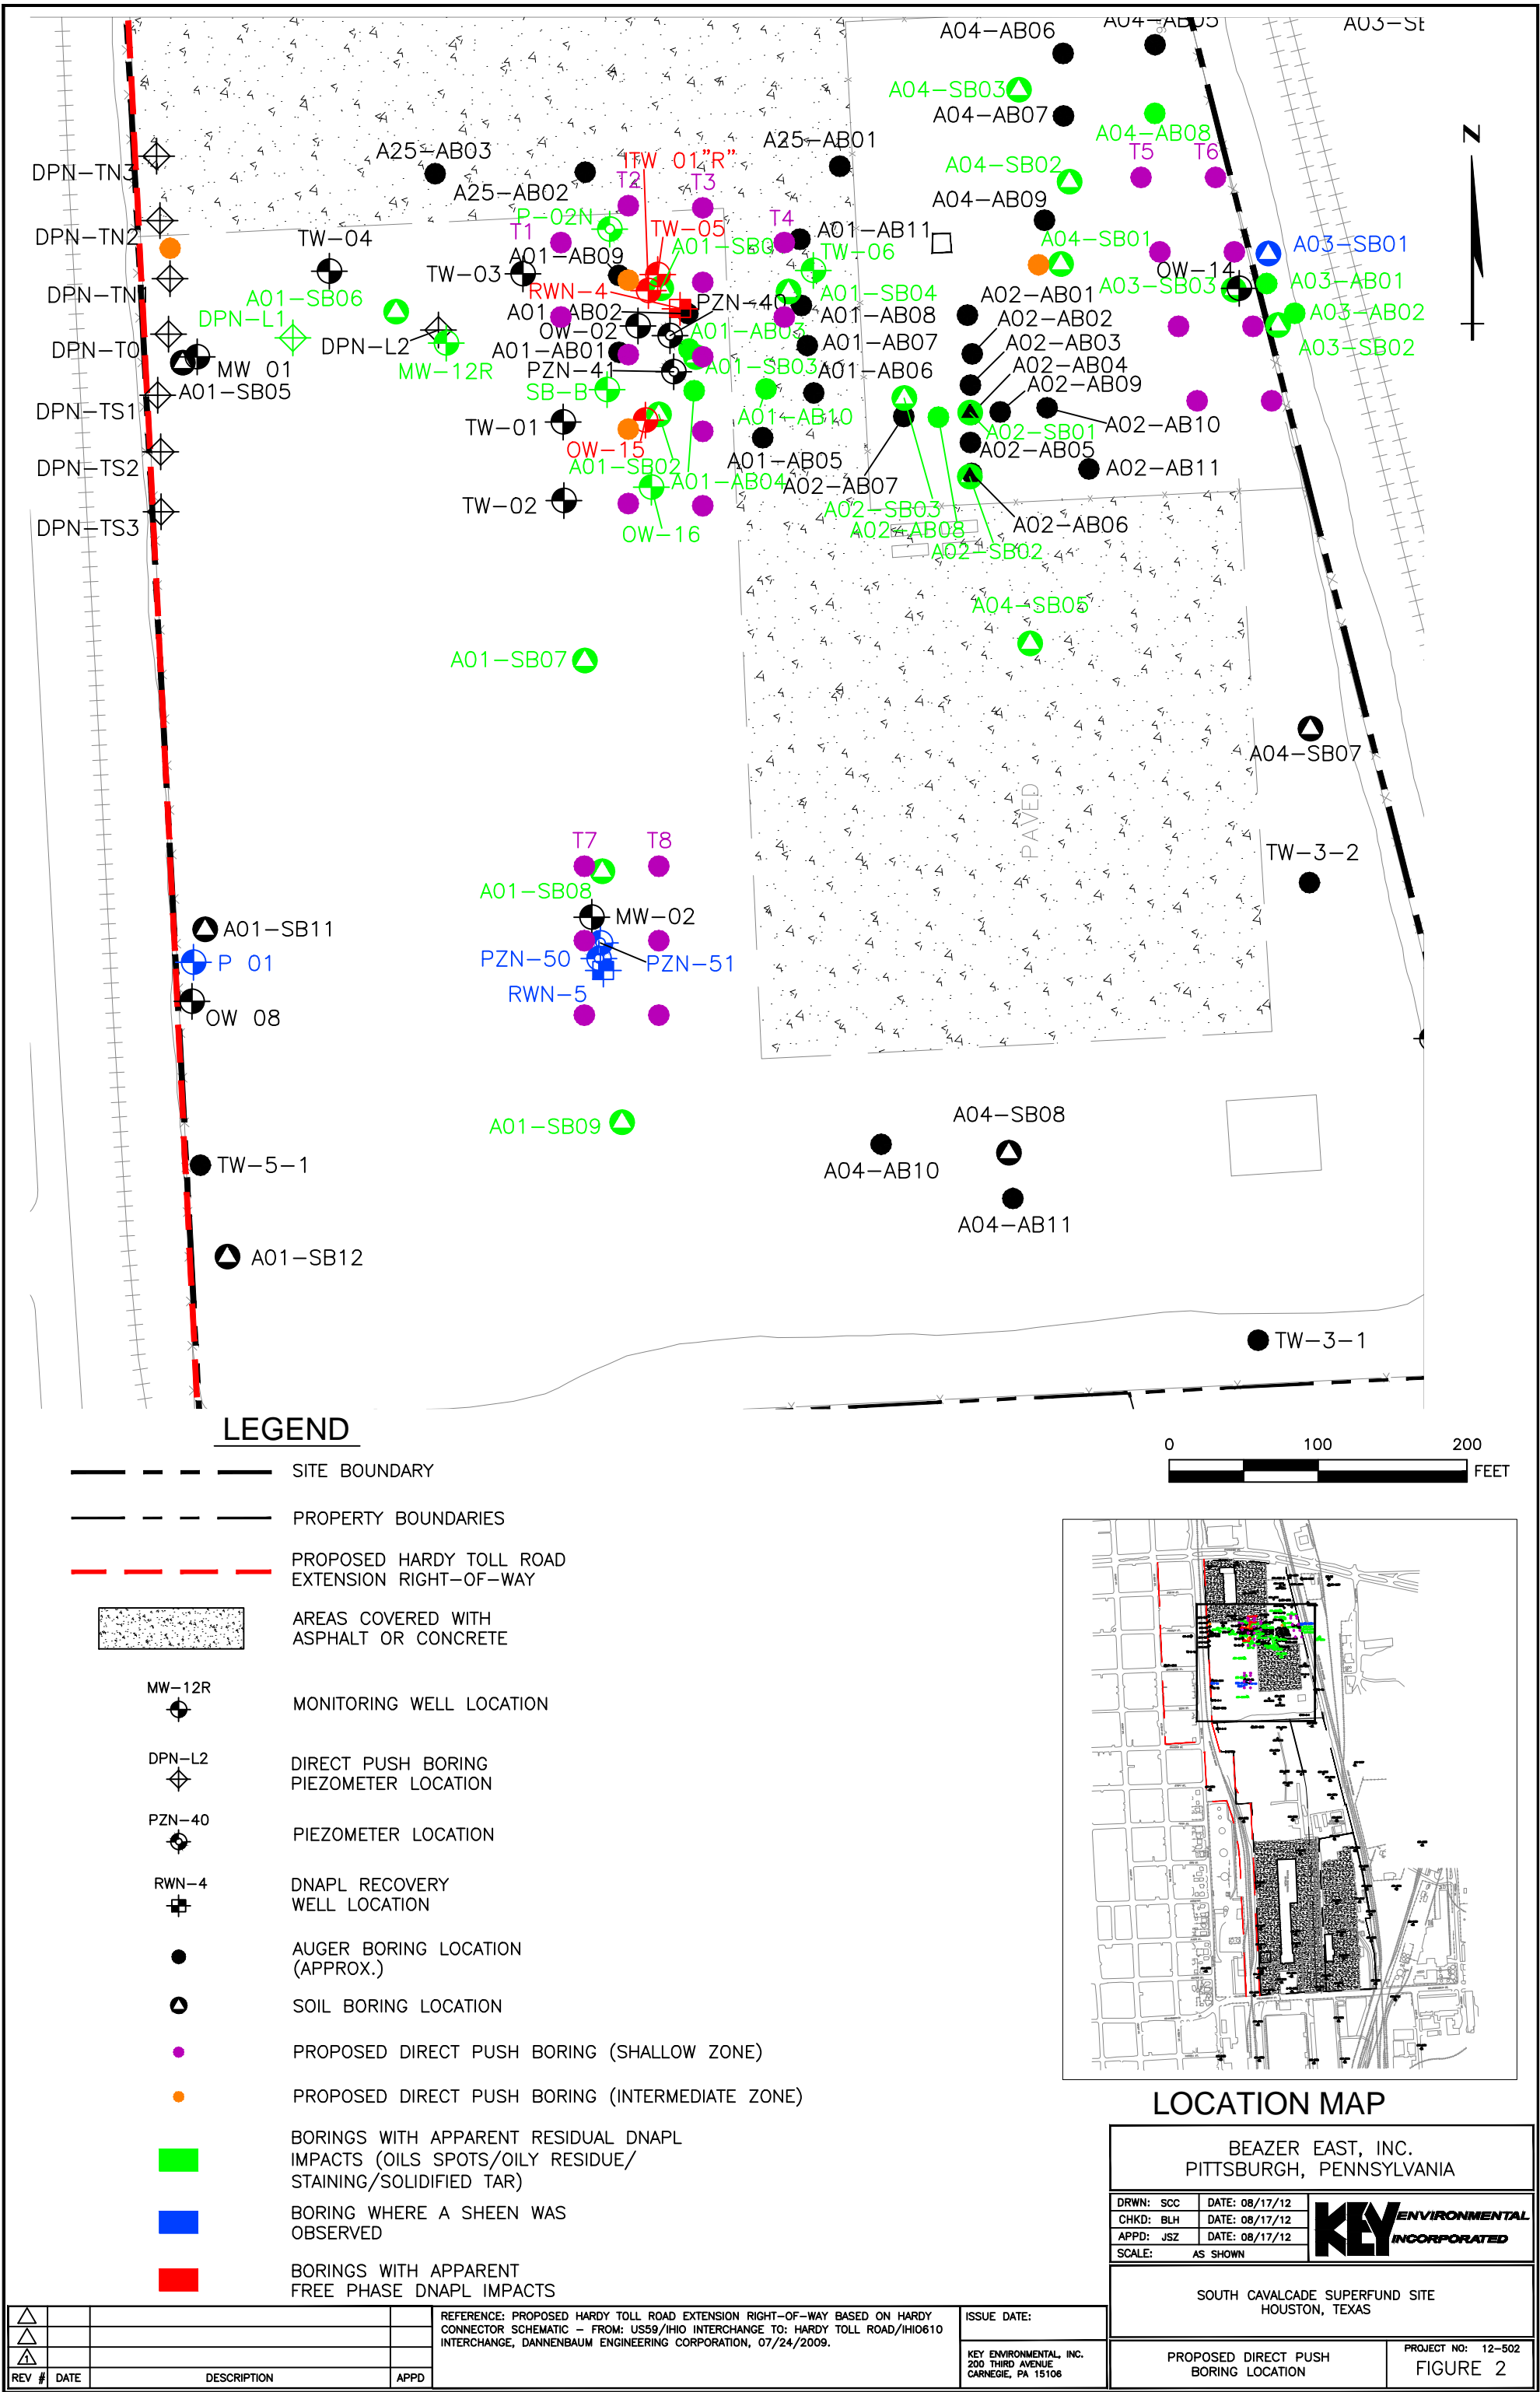 A04-AB06
A04-AB05
A03-SE
A04-SB03
A04-AB07
A04-AB08
A25-AB03
A25-AB01
ITW 01"R"
T5
T6
N
DPN-TN3
A25-AB02
T2
T3
A04-SB02
A04-AB09
P-02N
T1
TW-05
T4
A01-AB11
DPN-TN2
TW-04
A01-AB09
TW-06
A04-SB01
A03-SB01
TW-03
OW-14
DPN-TN1
A01-SB06
RWN-4
PZN-40
A01-SB04
A02-AB01
A03-SB03
A03-AB01
DPN-L1
A01-AB02
A01-AB08
A02-AB02
A03-AB02
OW-02
A01-AB03
DPN-T0
DPN-L2
A01-AB01
A01-AB07
A02-AB03
A03-SB02
MW 01
MW-12R
PZN-41
A01-SB03
A01-AB06
A02-AB04
A01-SB05
SB-B
A02-AB09
DPN-TS1
A01-AB10
TW-01
A02-SB01
A02-AB10
OW-15
A02-AB05
DPN-TS2
A01-SB02
A01-AB05
A02-AB11
A01-AB04
A02-AB07
TW-02
A02-SB03
DPN-TS3
OW-16
A02-AB08
A02-AB06
A02-SB02
A04-SB05
A01-SB07
A04-SB07
PAVED
T7
T8
TW-3-2
A01-SB08
MW-02
A01-SB11
P 01
PZN-50
PZN-51
RWN-5
OW 08
A04-SB08
A01-SB09
TW-5-1
A04-AB10
A04-AB11
A01-SB12
TW-3-1
LEGEND
0 100 200
FEET
SITE BOUNDARY
PROPERTY BOUNDARIES
PROPOSED HARDY TOLL ROAD
EXTENSION RIGHT-OF-WAY
AREAS COVERED WITH
ASPHALT OR CONCRETE
MW-12R
MONITORING WELL LOCATION
DPN-L2
DIRECT PUSH BORING
PIEZOMETER LOCATION
PZN-40
PIEZOMETER LOCATION
RWN-4
DNAPL RECOVERY
WELL LOCATION
AUGER BORING LOCATION
(APPROX.)
SOIL BORING LOCATION
PROPOSED DIRECT PUSH BORING (SHALLOW ZONE)
PROPOSED DIRECT PUSH BORING (INTERMEDIATE ZONE)
BORINGS WITH APPARENT RESIDUAL DNAPL
IMPACTS (OILS SPOTS/OILY RESIDUE/
STAINING/SOLIDIFIED TAR)
BORING WHERE A SHEEN WAS
OBSERVED
BORINGS WITH APPARENT
FREE PHASE DNAPL IMPACTS
LOCATION MAP
BEAZER EAST, INC.
PITTSBURGH, PENNSYLVANIA
DRWN: SCC DATE: 08/17/12
CHKD: BLH DATE: 08/17/12
APPD: JSZ DATE: 08/17/12
SCALE: AS SHOWN
KEY ENVIRONMENTAL
INCORPORATED
SOUTH CAVALCADE SUPERFUND SITE
HOUSTON, TEXAS
PROPOSED DIRECT PUSH
BORING LOCATION
PROJECT NO: 12-502
FIGURE 2
1
REV # DATE DESCRIPTION APPD
REFERENCE: PROPOSED HARDY TOLL ROAD EXTENSION RIGHT-OF-WAY BASED ON HARDY
CONNECTOR SCHEMATIC - FROM: US59/IHIO INTERCHANGE TO: HARDY TOLL ROAD/IHI0610
INTERCHANGE, DANNENBAUM ENGINEERING CORPORATION, 07/24/2009.
ISSUE DATE:
KEY ENVIRONMENTAL, INC.
200 THIRD AVENUE
CARNEGIE, PA 15106